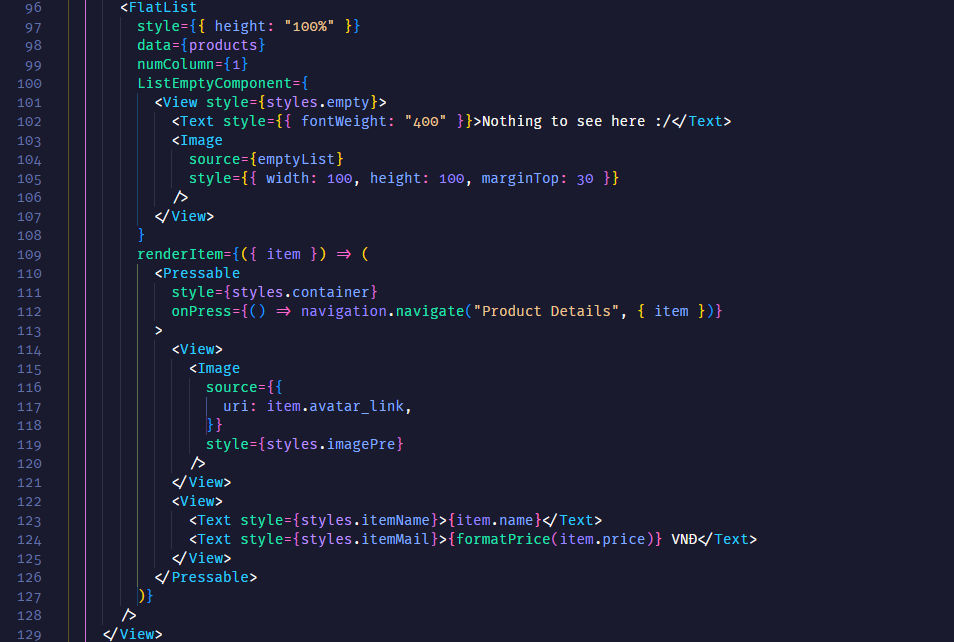 96 <FlatList
97 style={{ height: "100%" }}
98 data={products}
99 numColumn={1}
100 ListEmptyComponent={
101 <View style={styles.empty}>
102 <Text style={{ fontWeight: "400" }}>Nothing to see here :/</Text>
103 <Image
104 source={emptyList}
105 style={{ width: 100, height: 100, marginTop: 30 }}
106 />
107 </View>
108 }
109 renderItem={({ item }) => (
110 <Pressable
111 style={styles.container}
112 onPress={() => navigation.navigate("Product Details", { item })}
113 >
114 <View>
115 <Image
116 source={{
117 uri: item.avatar_link,
118 }}
119 style={styles.imagePre}
120 />
121 </View>
122 <View>
123 <Text style={styles.itemName}>{item.name}</Text>
124 <Text style={styles.itemMail}>{formatPrice(item.price)} VNĐ</Text>
125 </View>
126 </Pressable>
127 )}
128 />
129 </View>